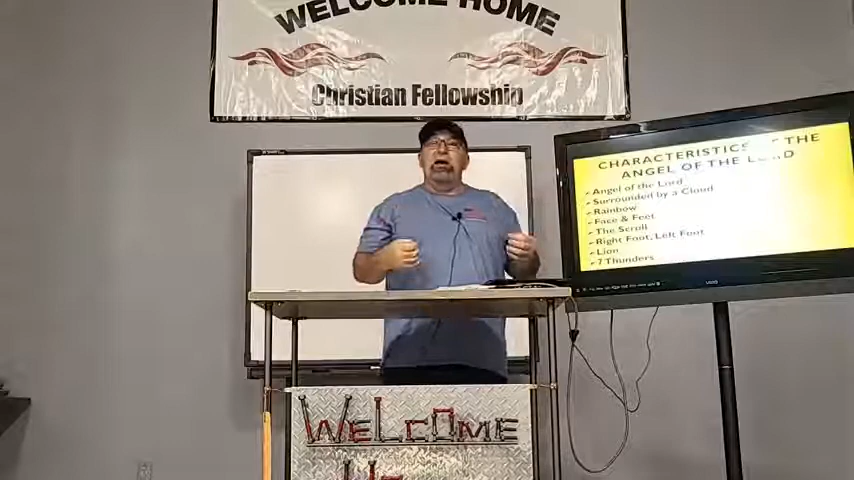 WELCOME HOME
Christian Fellowship
CHARACTERISTICS OF THE
ANGEL OF THE LORD
Angel of the Lord
Surrounded by a Cloud
Rainbow
Face & Feet
The Scroll
Right Foot, Left Foot
Lion
7 Thunders
VIZIO
WELCOME